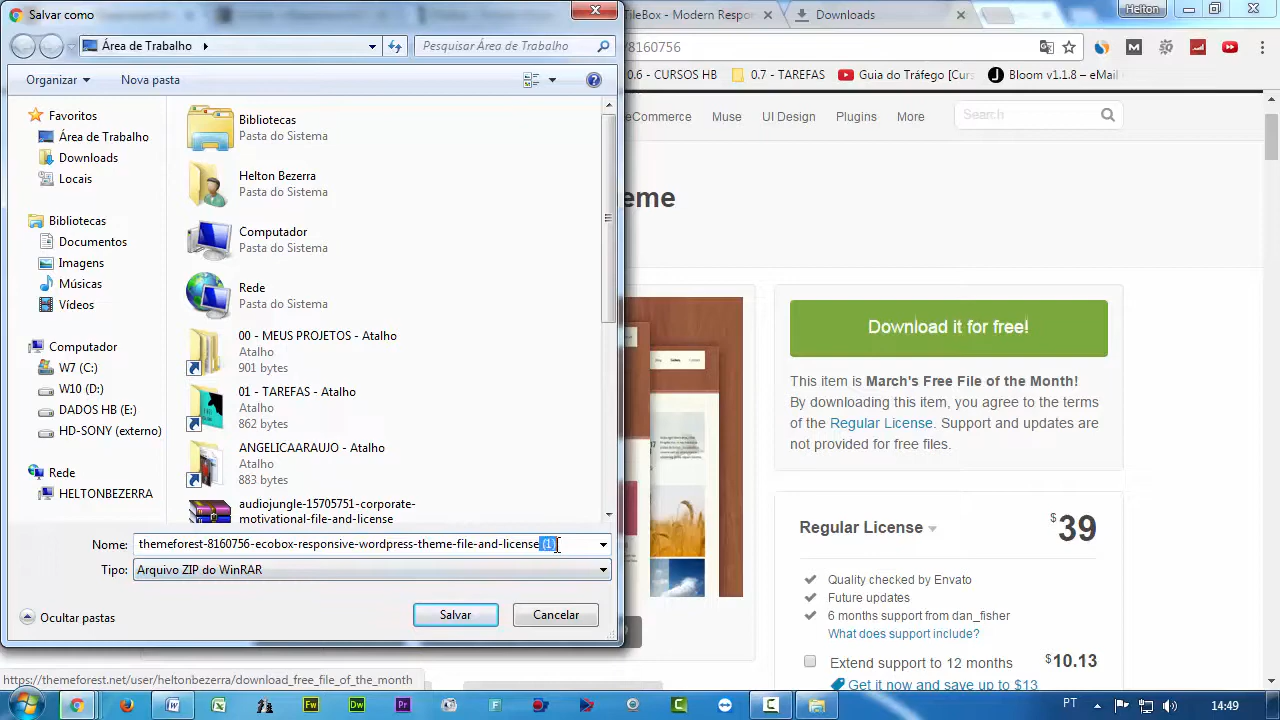 Salvar como
Área de Trabalho
Pesquisar Área de Trabalho
Organizar
Nova pasta
Favoritos
Área de Trabalho
Downloads
Locais
Bibliotecas
Documentos
Imagens
Músicas
Vídeos
Computador
W7 (C:)
W10 (D:)
DADOS HB (E:)
HD-SONY (externo)
Rede
HELTONBEZERRA
Bibliotecas
Pasta do Sistema
Helton Bezerra
Pasta do Sistema
Computador
Pasta do Sistema
Rede
Pasta do Sistema
00 - MEUS PROJETOS - Atalho
Atalho
901 bytes
01 - TAREFAS - Atalho
Atalho
862 bytes
ANGELICAARAUJO - Atalho
Atalho
883 bytes
audiojungle-15705751-corporate-
motivational-file-and-license
Nome: themeforest-8160756-ecobox-responsive-wordpress-theme-file-and-license (1)
Tipo: Arquivo ZIP do WinRAR
Ocultar pastas
Salvar
Cancelar
TileBox - Modern Respo
Downloads
Helton
/8160756
0.6 - CURSOS HB
0.7 - TAREFAS
Guia do Tráfego [Curs
Bloom v1.1.8 – eMail
eCommerce
Muse
UI Design
Plugins
More
Search
eme
Download it for free!
This item is March's Free File of the Month!
By downloading this item, you agree to the terms
of the Regular License. Support and updates are
not provided for free files.
Regular License
$39
Quality checked by Envato
Future updates
6 months support from dan_fisher
What does support include?
Extend support to 12 months
$10.13
Get it now and save up to $13
https://themeforest.net/user/heltonbezerra/download_free_file_of_the_month
Fw
Dw
Pr
PT
14:49